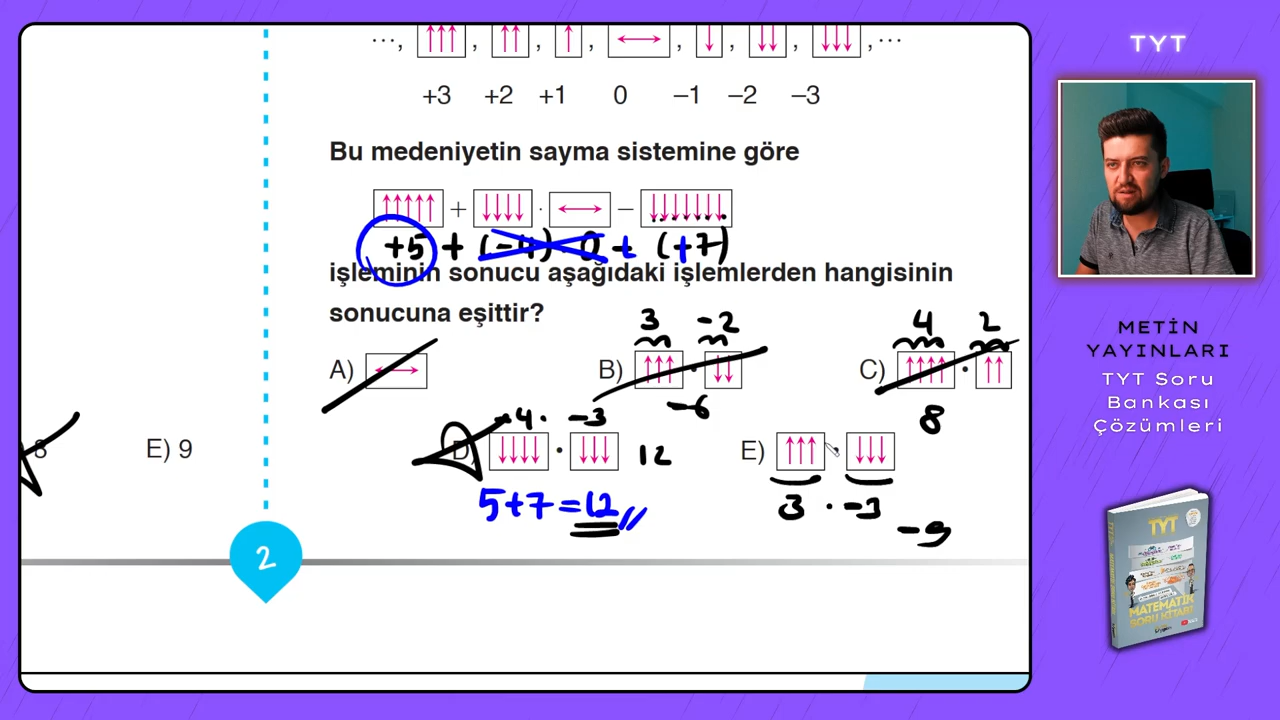 TYT
..., , , , , , , , ...
+3 +2 +1 0 −1 −2 −3
Bu medeniyetin sayma sistemine göre
+ · −
+5 + (-4) · 0 + (+7)
işleminin sonucu aşağıdaki işlemlerden hangisinin
sonucuna eşittir?
3 -2
4 2
A)
B) ·
C) ·
-6
8
-4 · -3
8
E) 9
D) · 12
E) ·
5+7=12
3 · -3
-9
2
METİN
YAYINLARI
TYT Soru
Bankası
Çözümleri
TYT
MATEMATİK
SORU KİTABI